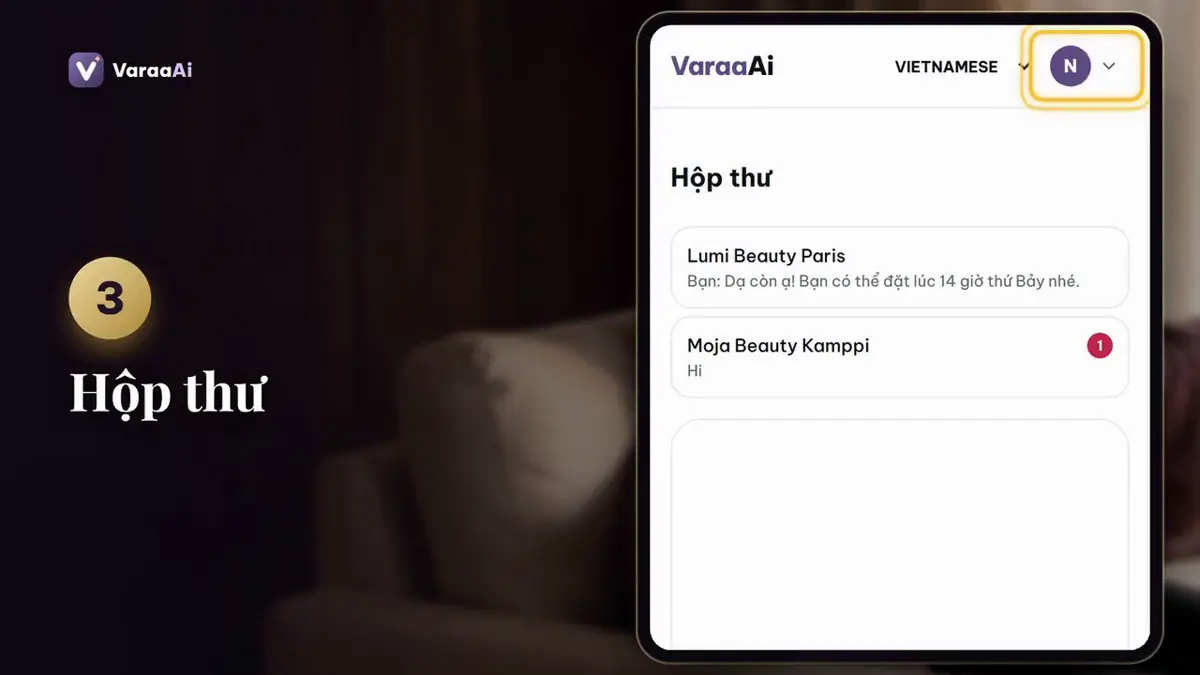 VaraaAi
3
Hộp thư
VaraaAi
VIETNAMESE
N
Hộp thư
Lumi Beauty Paris
Bạn: Dạ còn ạ! Bạn có thể đặt lúc 14 giờ thứ Bảy nhé.
Moja Beauty Kamppi
1
Hi